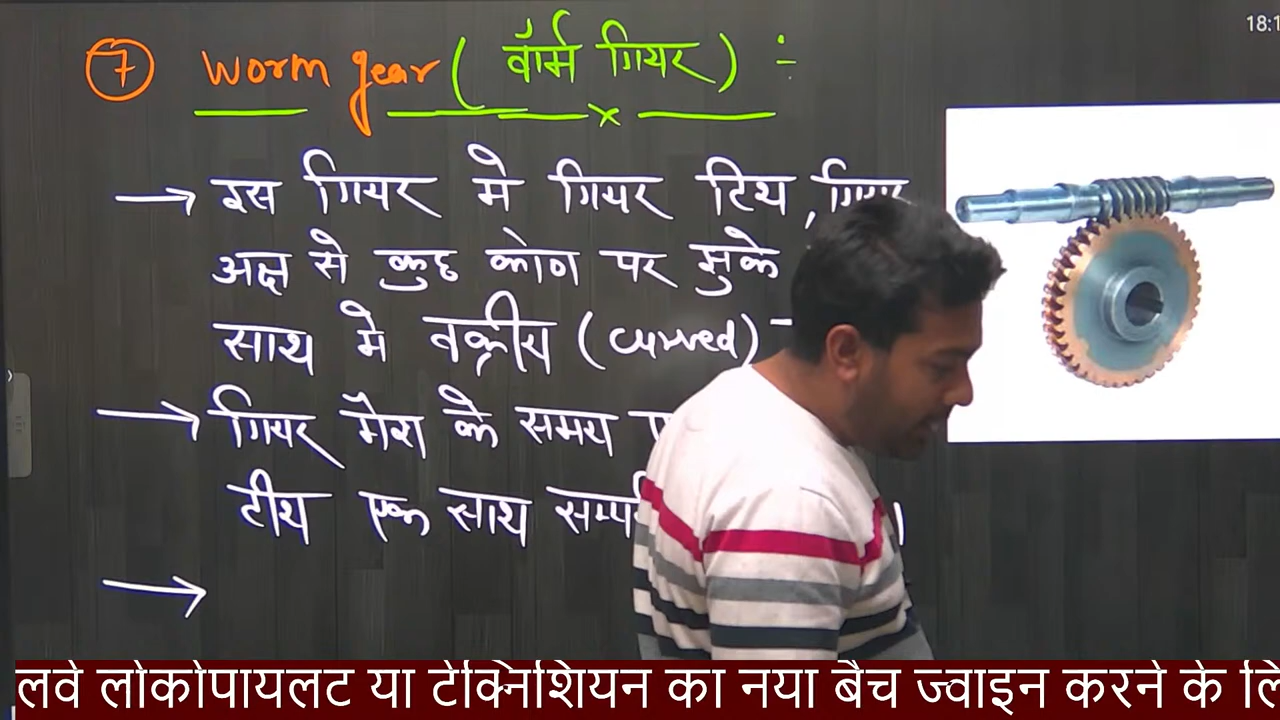 18:1
⑦ worm gear ( वॉर्म गियर ) :-
→ इस गियर मे गियर टिथ ,
अक्ष से कुछ कोण पर झुके
साथ मे वक्रीय (curved)
→ गियर मेश के समय
टीथ एक साथ ।
→
लवे लोकोपायलट या टेक्निशियन का नया बैच ज्वाइन करने के लि